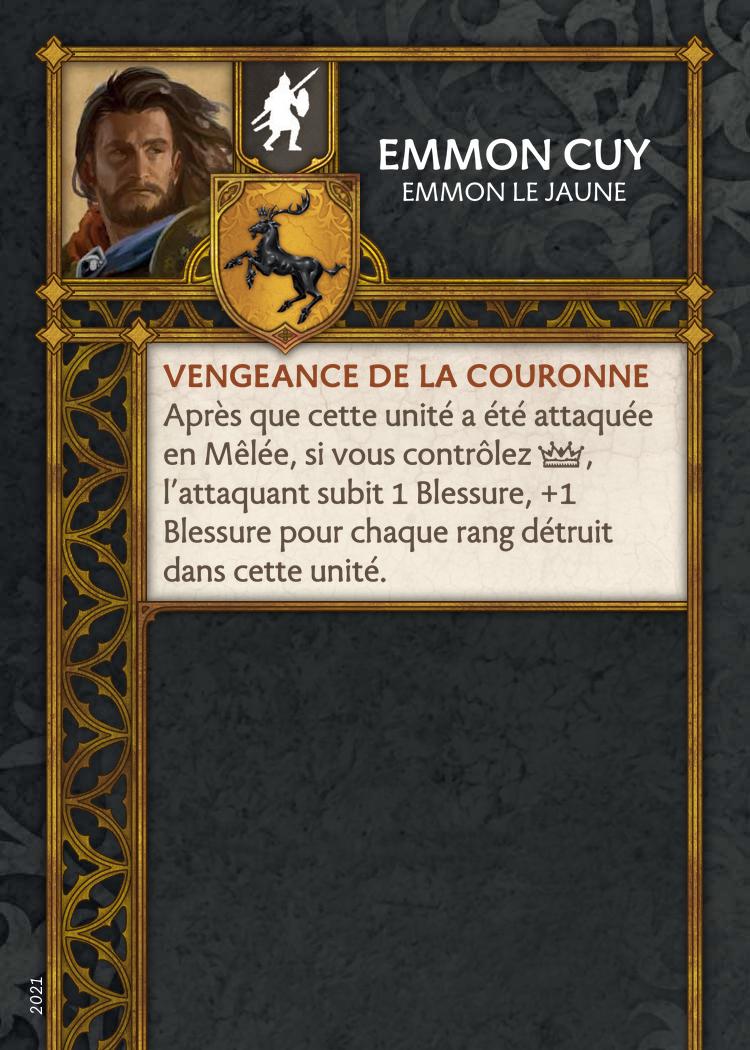 EMMON CUY
EMMON LE JAUNE
VENGEANCE DE LA COURONNE
Après que cette unité a été attaquée
en Mêlée, si vous contrôlez ,
l’attaquant subit 1 Blessure, +1
Blessure pour chaque rang détruit
dans cette unité.
2021